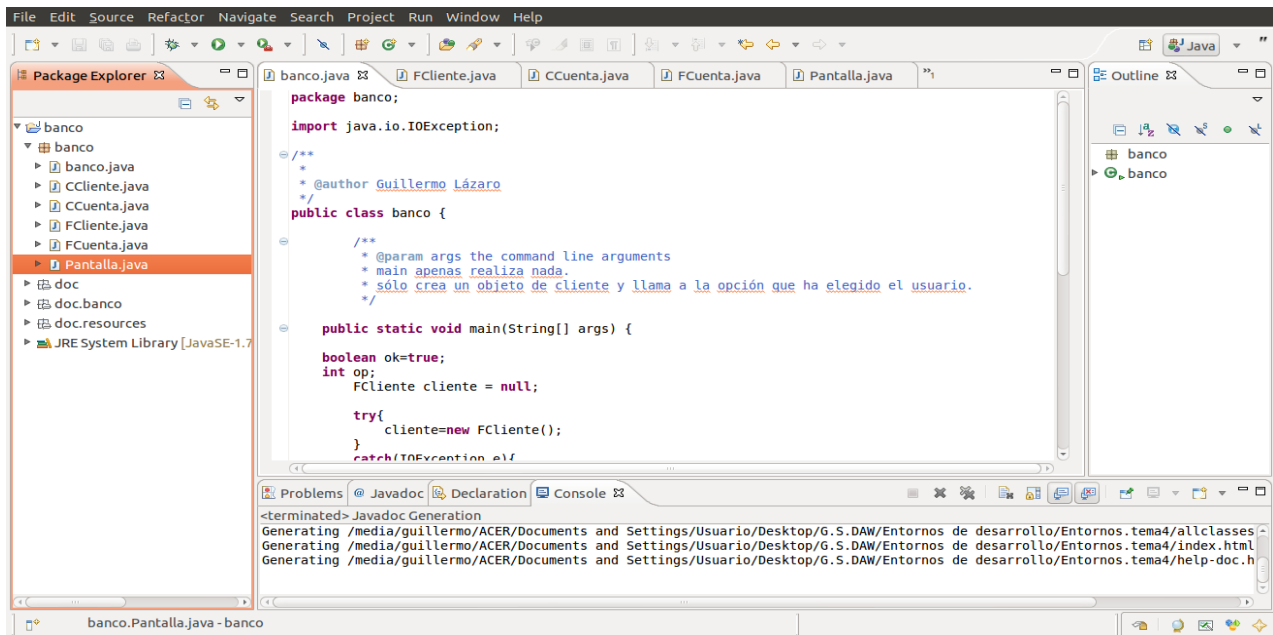 File Edit Source Refactor Navigate Search Project Run Window Help
Java
Package Explorer
banco
banco
banco.java
CCliente.java
CCuenta.java
FCliente.java
FCuenta.java
Pantalla.java
doc
doc.banco
doc.resources
JRE System Library [JavaSE-1.7
banco.java FCliente.java CCuenta.java FCuenta.java Pantalla.java »1
package banco;
import java.io.IOException;
/**
*
* @author Guillermo Lázaro
*/
public class banco {
/**
* @param args the command line arguments
* main apenas realiza nada.
* sólo crea un objeto de cliente y llama a la opción que ha elegido el usuario.
*/
public static void main(String[] args) {
boolean ok=true;
int op;
FCliente cliente = null;
try{
cliente=new FCliente();
}
catch(IOException e){
Outline
banco
banco
Problems @ Javadoc Declaration Console
<terminated> Javadoc Generation
Generating /media/guillermo/ACER/Documents and Settings/Usuario/Desktop/G.S.DAW/Entornos de desarrollo/Entornos.tema4/allclasses
Generating /media/guillermo/ACER/Documents and Settings/Usuario/Desktop/G.S.DAW/Entornos de desarrollo/Entornos.tema4/index.html
Generating /media/guillermo/ACER/Documents and Settings/Usuario/Desktop/G.S.DAW/Entornos de desarrollo/Entornos.tema4/help-doc.h
banco.Pantalla.java - banco